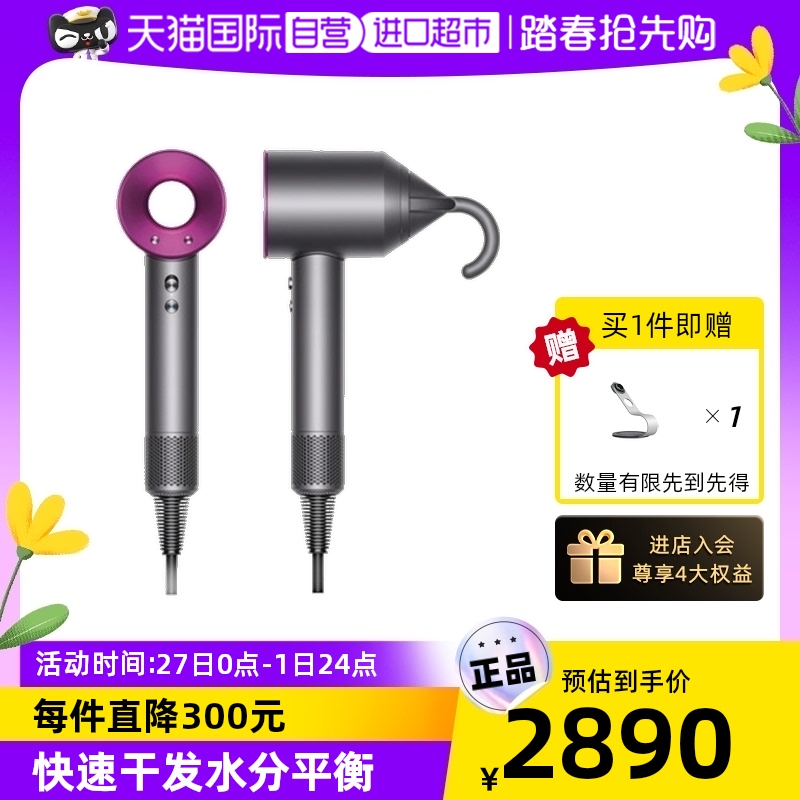 天猫国际 自营 进口超市 踏春抢先购
赠
买1件即赠
×1
数量有限先到先得
进店入会
尊享4大权益
活动时间:27日0点-1日24点
每件直降300元
快速干发水分平衡
正品
预估到手价
¥2890